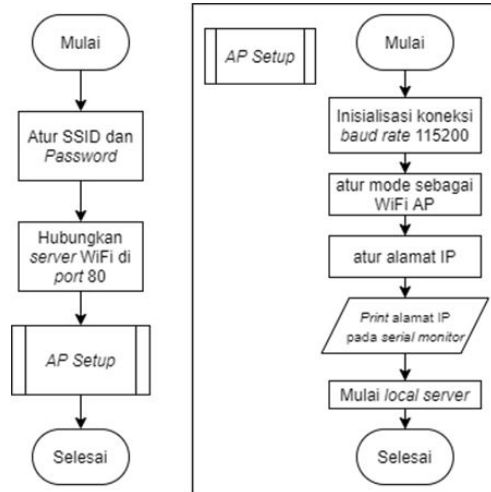 Mulai
Atur SSID dan
Password
Hubungkan
server WiFi di
port 80
AP Setup
Selesai
AP Setup
Mulai
Inisialisasi koneksi
baud rate 115200
atur mode sebagai
WiFi AP
atur alamat IP
Print alamat IP
pada serial monitor
Mulai local server
Selesai